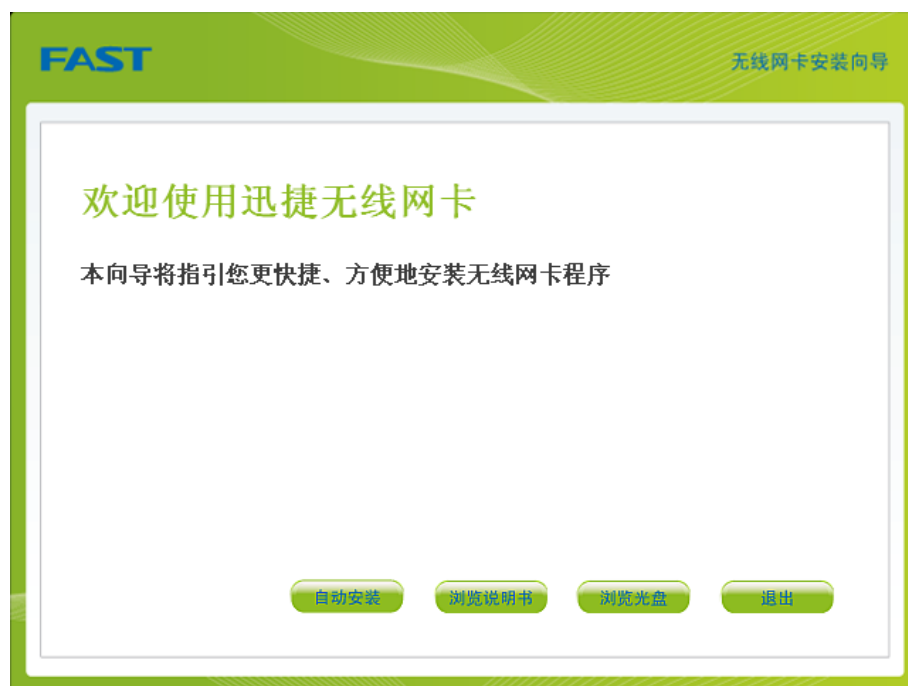 FAST
无线网卡安装向导
欢迎使用迅捷无线网卡
本向导将指引您更快捷、方便地安装无线网卡程序
自动安装
浏览说明书
浏览光盘
退出